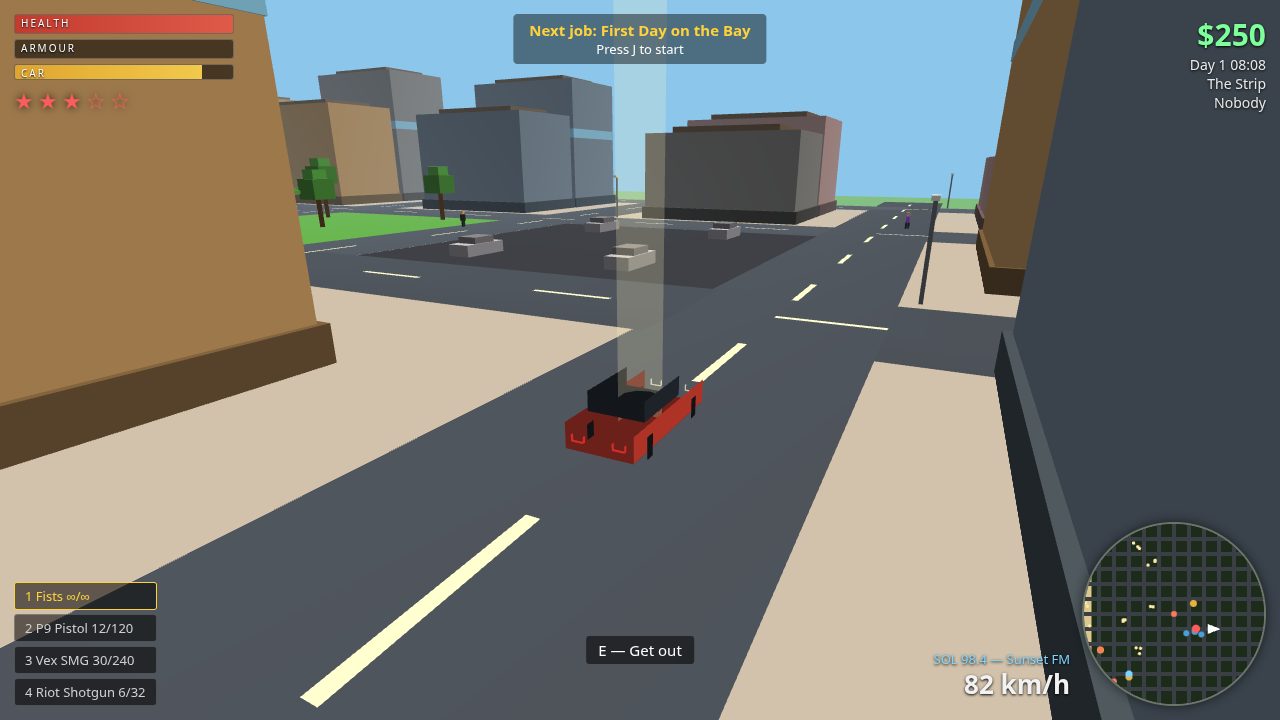 HEALTH
ARMOUR
CAR
Next job: First Day on the Bay
Press J to start
$250
Day 1 08:08
The Strip
Nobody
1 Fists ∞/∞
2 P9 Pistol 12/120
3 Vex SMG 30/240
4 Riot Shotgun 6/32
E — Get out
SOL 98.4 — Sunset FM
82 km/h